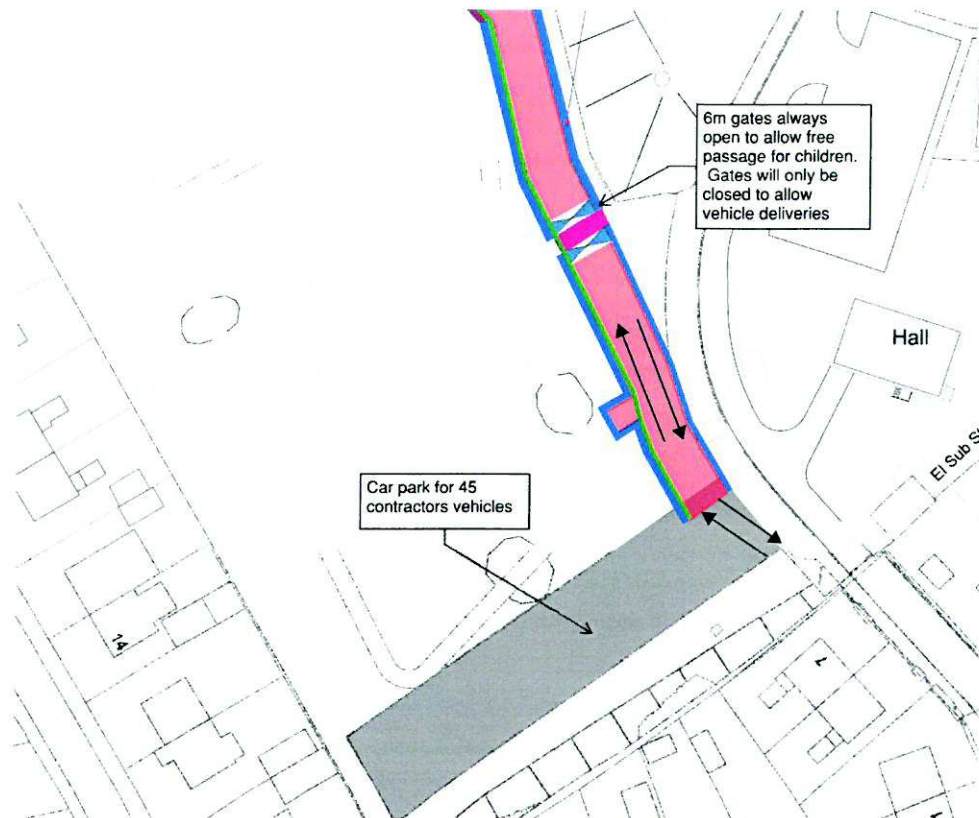 6m gates always
open to allow free
passage for children.
Gates will only be
closed to allow
vehicle deliveries
Hall
El Sub St
Car park for 45
contractors vehicles
14